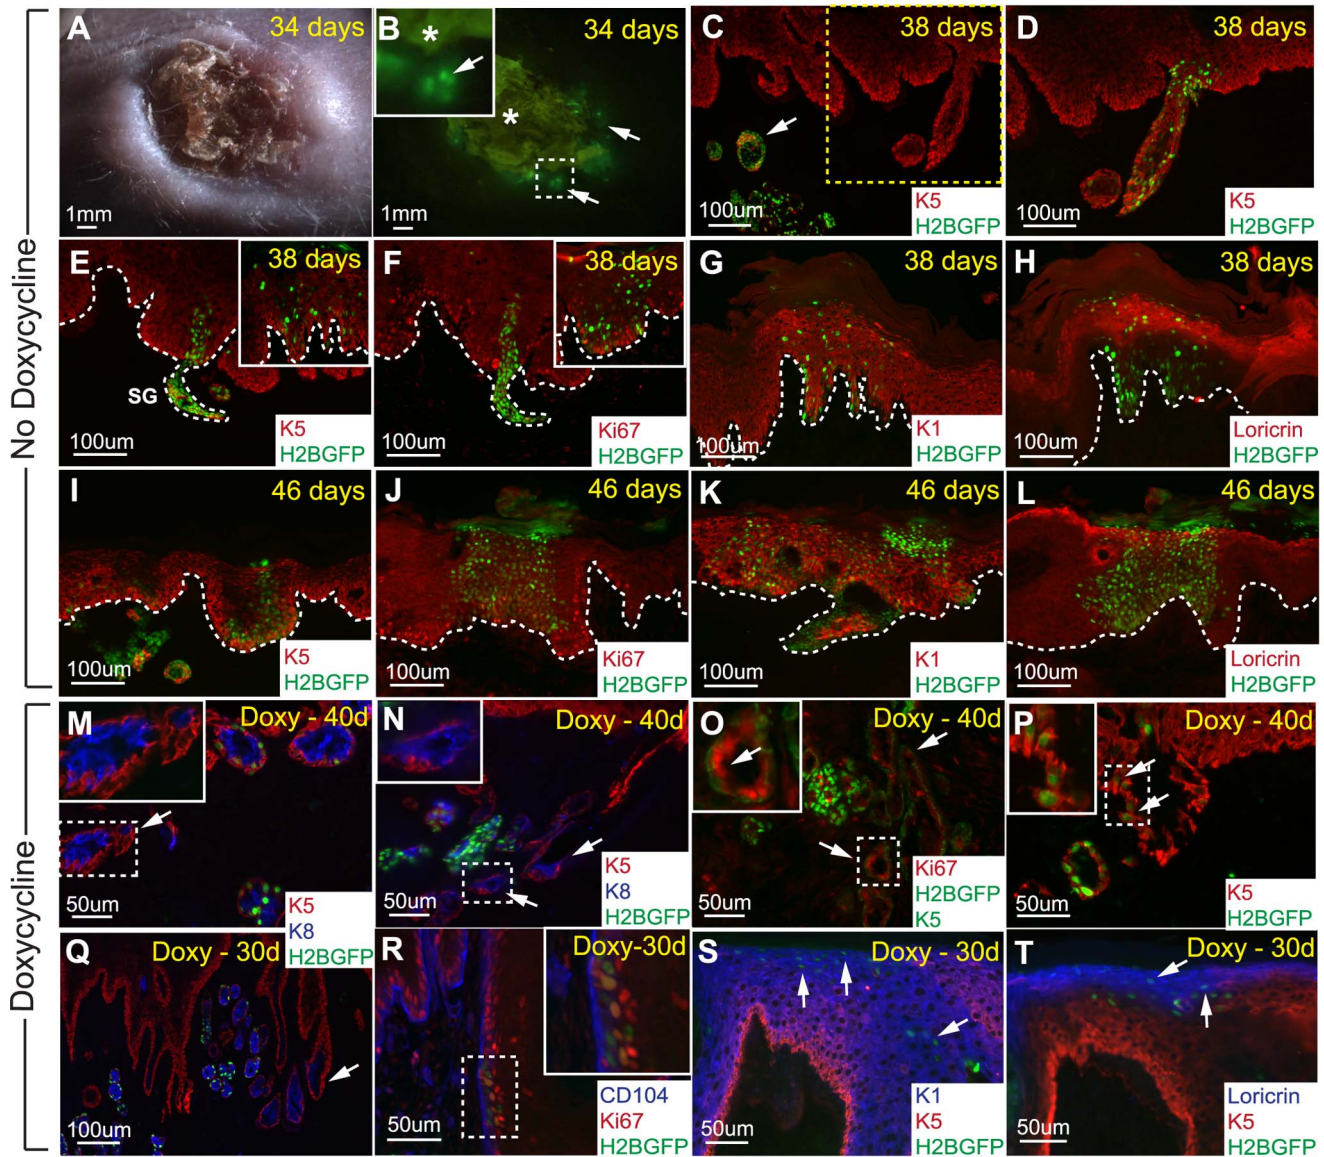 No Doxycycline
A
34 days
1mm
B
34 days
*
*
1mm
C
38 days
100um
K5
H2BGFP
D
38 days
100um
K5
H2BGFP
E
38 days
SG
100um
K5
H2BGFP
F
38 days
100um
Ki67
H2BGFP
G
38 days
100um
K1
H2BGFP
H
38 days
100um
Loricrin
H2BGFP
I
46 days
100um
K5
H2BGFP
J
46 days
100um
Ki67
H2BGFP
K
46 days
100um
K1
H2BGFP
L
46 days
100um
Loricrin
H2BGFP
Doxycycline
M
Doxy - 40d
50um
K5
K8
H2BGFP
N
Doxy - 40d
50um
K5
K8
H2BGFP
O
Doxy - 40d
50um
Ki67
H2BGFP
K5
P
Doxy - 40d
50um
K5
H2BGFP
Q
Doxy - 30d
100um
R
Doxy-30d
50um
CD104
Ki67
H2BGFP
S
Doxy - 30d
50um
K1
K5
H2BGFP
T
Doxy - 30d
50um
Loricrin
K5
H2BGFP